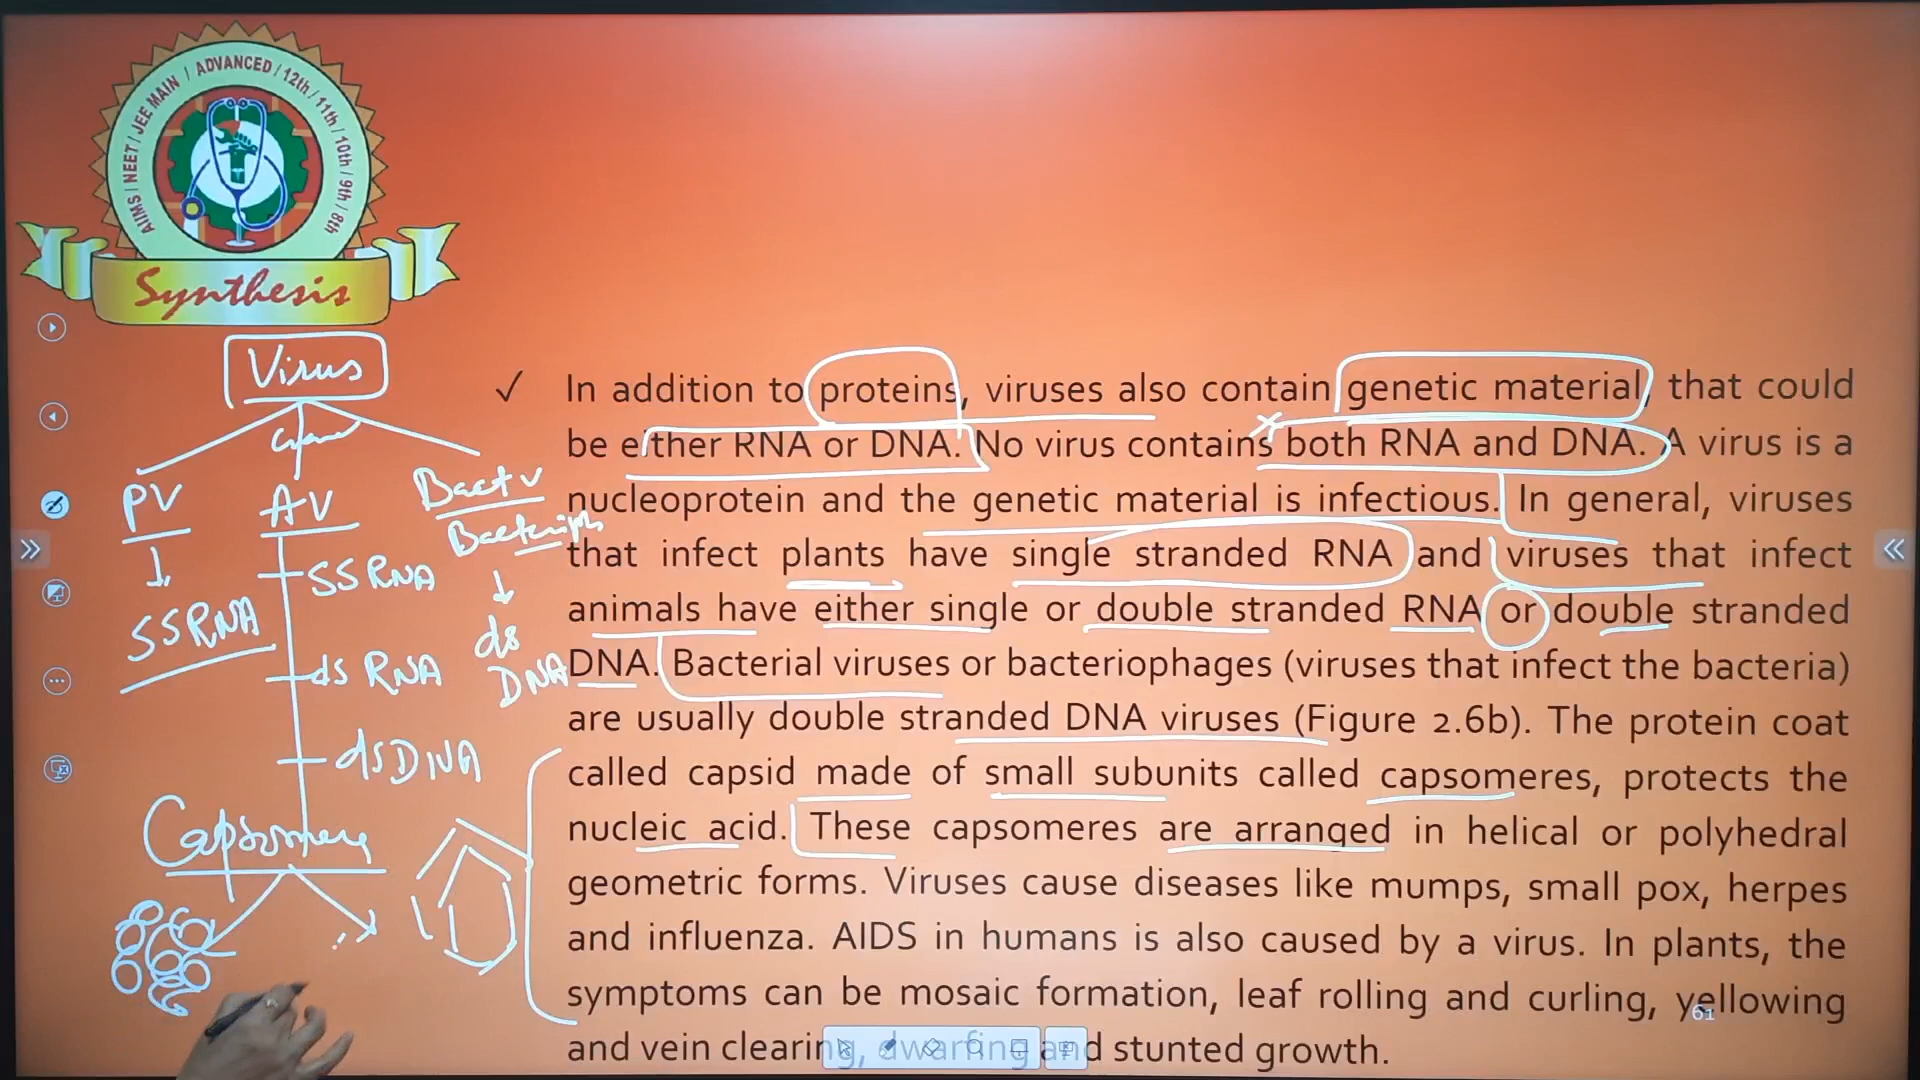 AIIMS / NEET / JEE MAIN / ADVANCED / 12th / 11th / 10th / 9th / 8th
Synthesis
Virus
PV
AV
Bact v
SSRNA
SSRNA
ds RNA
dsDNA
ds
DNA
Capsomere
✓ In addition to proteins, viruses also contain genetic material, that could
be either RNA or DNA. No virus contains both RNA and DNA. A virus is a
nucleoprotein and the genetic material is infectious. In general, viruses
that infect plants have single stranded RNA and viruses that infect
animals have either single or double stranded RNA or double stranded
DNA. Bacterial viruses or bacteriophages (viruses that infect the bacteria)
are usually double stranded DNA viruses (Figure 2.6b). The protein coat
called capsid made of small subunits called capsomeres, protects the
nucleic acid. These capsomeres are arranged in helical or polyhedral
geometric forms. Viruses cause diseases like mumps, small pox, herpes
and influenza. AIDS in humans is also caused by a virus. In plants, the
symptoms can be mosaic formation, leaf rolling and curling, yellowing
and vein clearing, dwarfing and stunted growth.
61